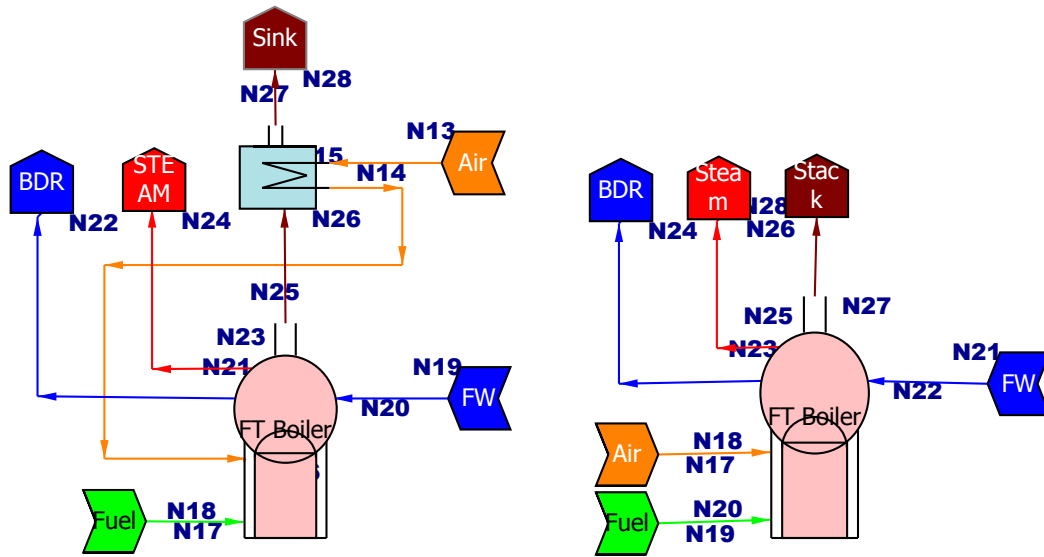 Sink
N28
N27
N13
Air
15
N14
BDR
STE
AM
N22
N24
N26
N25
N23
N21
N19
FW
N20
FT Boiler
Fuel
N18
N17
BDR
Stea
m
Stac
k
N24
N28
N26
N25
N27
N23
N21
FW
N22
FT Boiler
Air
N18
N17
Fuel
N20
N19